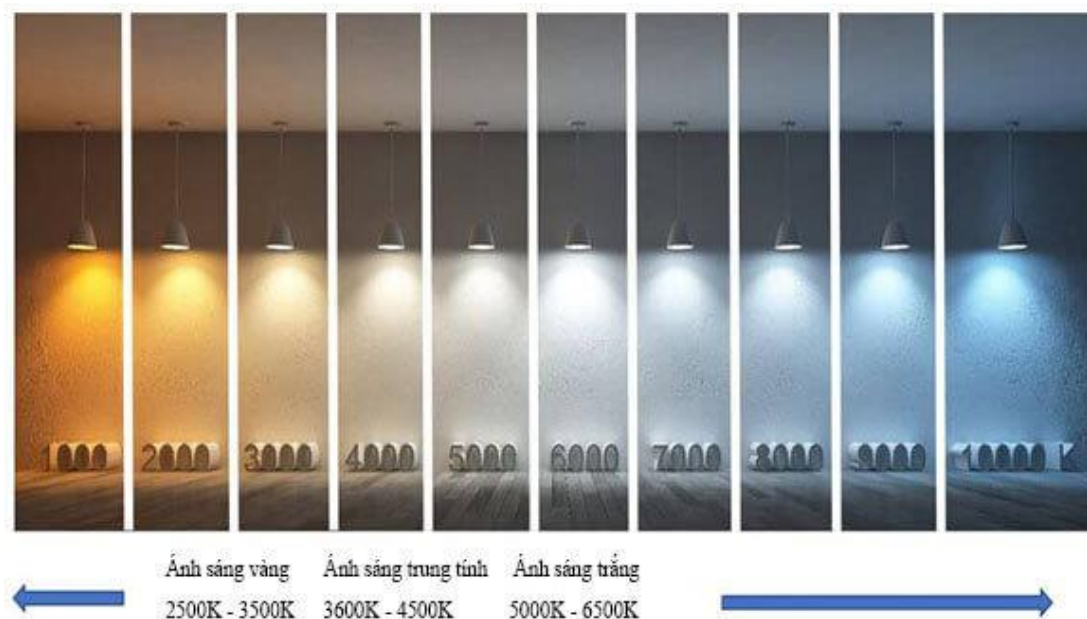 1000 2000 3000 4000 5000 6000 7000 8000 9000 10000 K
Ánh sáng vàng Ánh sáng trung tính Ánh sáng trắng
2500K - 3500K 3600K - 4500K 5000K - 6500K